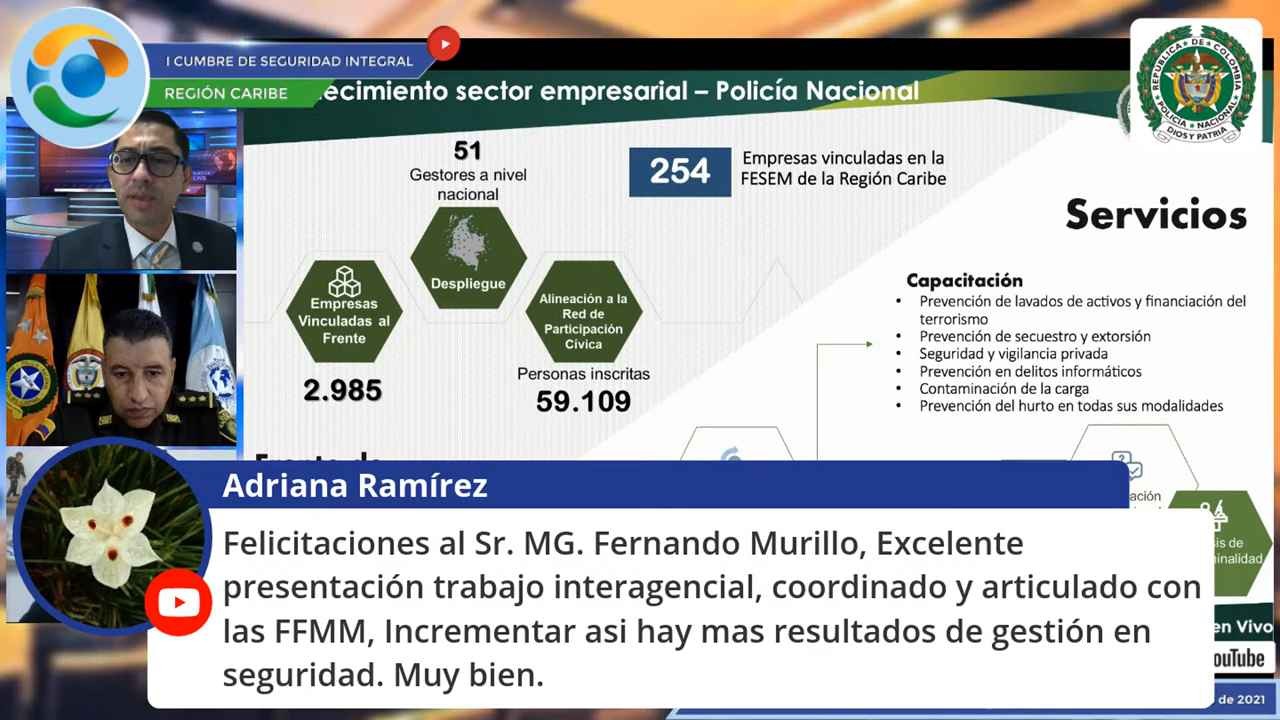 I CUMBRE DE SEGURIDAD INTEGRAL
REGIÓN CARIBE
ecimiento sector empresarial – Policía Nacional
REPÚBLICA DE COLOMBIA
POLICÍA NACIONAL
DIOS Y PATRIA
51
Gestores a nivel
nacional
Despliegue
254
Empresas vinculadas en la
FESEM de la Región Caribe
Servicios
Empresas
Vinculadas al
Frente
2.985
Alineación a la
Red de
Participación
Cívica
Personas inscritas
59.109
Capacitación
• Prevención de lavados de activos y financiación del
terrorismo
• Prevención de secuestro y extorsión
• Seguridad y vigilancia privada
• Prevención en delitos informáticos
• Contaminación de la carga
• Prevención del hurto en todas sus modalidades
ación
sis de
minalidad
Adriana Ramírez
Felicitaciones al Sr. MG. Fernando Murillo, Excelente
presentación trabajo interagencial, coordinado y articulado con
las FFMM, Incrementar asi hay mas resultados de gestión en
seguridad. Muy bien.
en Vivo
ouTube
de 2021